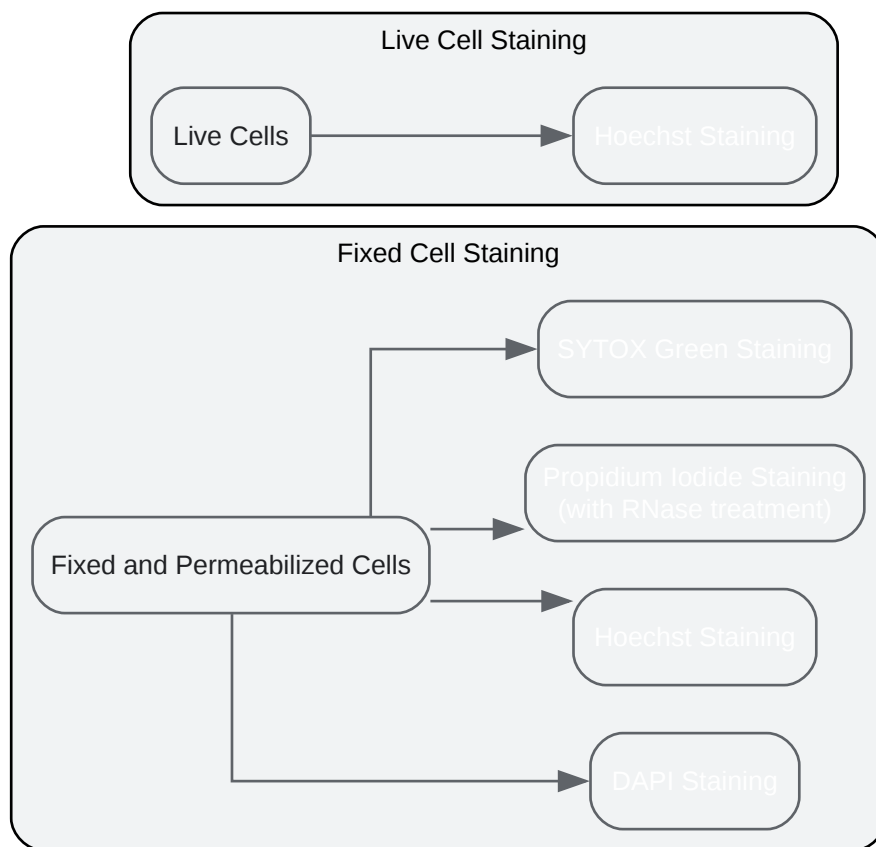 Live Cell Staining
Live Cells
Hoechst Staining
Fixed Cell Staining
SYTOX Green Staining
Propidium Iodide Staining
(with RNase treatment)
Fixed and Permeabilized Cells
Hoechst Staining
DAPI Staining